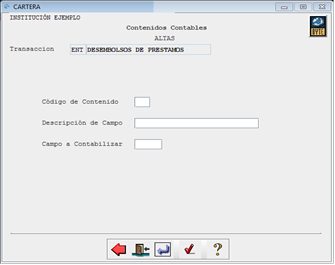 CARTERA
INSTITUCIÓN EJEMPLO
Contenidos Contables
ALTAS
Transaccion ENT DESEMBOLSOS DE PRESTAMOS
Código de Contenido
Descripción de Campo
Campo a Contabilizar
?